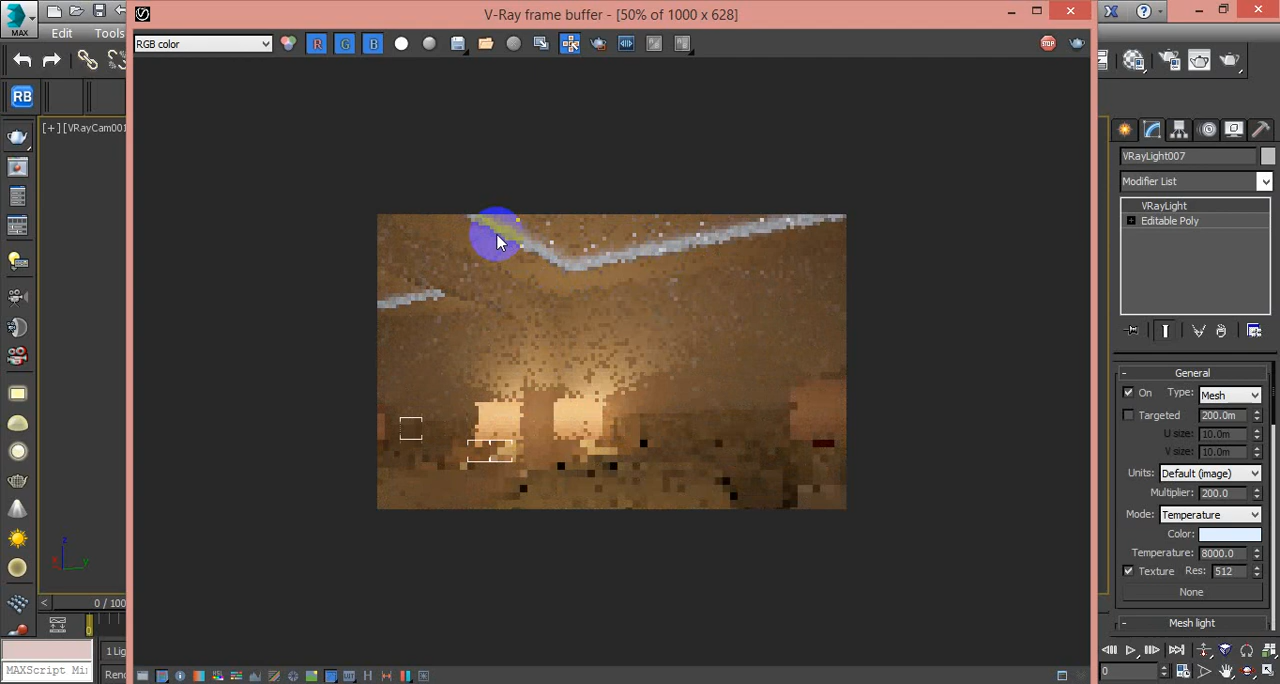 V-Ray frame buffer - [50% of 1000 x 628]
MAX
Edit
Tools
RGB color
R
G
B
RB
[+][VRayCam001
VRayLight007
Modifier List
VRayLight
Editable Poly
General
On
Type:
Mesh
Targeted
200.0m
U size:
10.0m
V size:
10.0m
Units:
Default (image)
Multiplier:
200.0
Mode:
Temperature
Color:
Temperature:
8000.0
Texture
Res:
512
None
Mesh light
z
x
y
0 / 100
0
1 Lig
MAXScript Mi
Rend
H
0